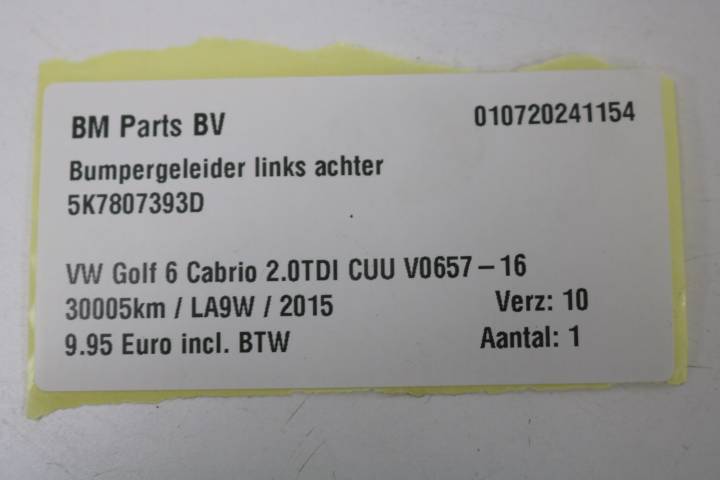 BM Parts BV 010720241154
Bumpergeleider links achter
5K7807393D
VW Golf 6 Cabrio 2.0TDI CUU V0657-16
30005km / LA9W / 2015 Verz: 10
9.95 Euro incl. BTW Aantal: 1